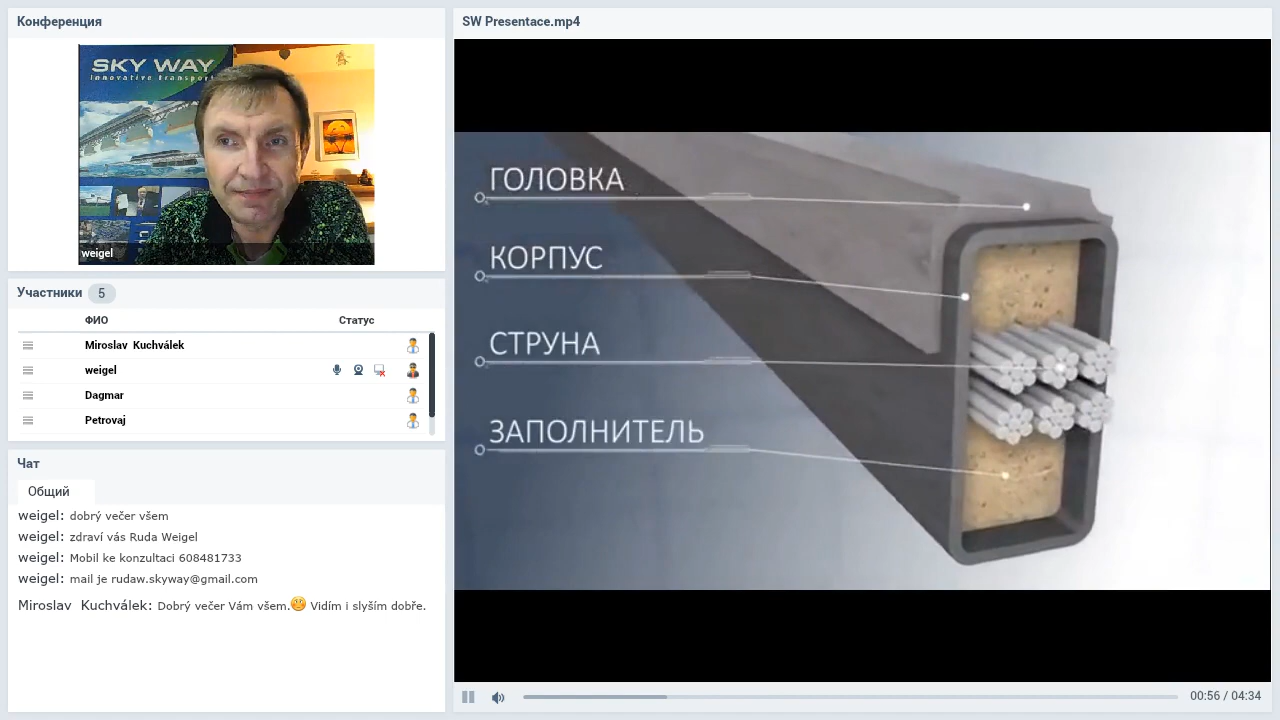 Конференция
SKY WAY
Innovative Transport
weigel
Участники 5
ФИО Статус
Miroslav Kuchválek
weigel
Dagmar
Petrovaj
Чат
Общий
weigel: dobrý večer všem
weigel: zdraví vás Ruda Weigel
weigel: Mobil ke konzultaci 608481733
weigel: mail je rudaw.skyway@gmail.com
Miroslav Kuchválek: Dobrý večer Vám všem. Vidím i slyším dobře.
SW Presentace.mp4
ГОЛОВКА
КОРПУС
СТРУНА
ЗАПОЛНИТЕЛЬ
00:56 / 04:34